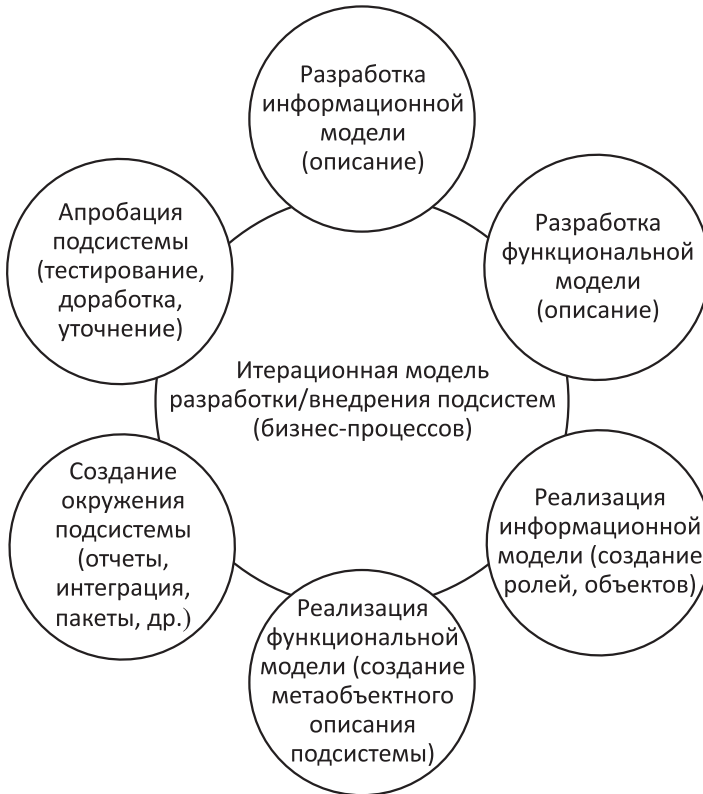 Разработка
информационной
модели
(описание)
Разработка
функциональной
модели
(описание)
Реализация
информационной
модели (создание
ролей, объектов)
Реализация
функциональной
модели (создание
метаобъектного
описания
подсистемы)
Создание
окружения
подсистемы
(отчеты,
интеграция,
пакеты, др.)
Апробация
подсистемы
(тестирование,
доработка,
уточнение)
Итерационная модель
разработки/внедрения подсистем
(бизнес-процессов)